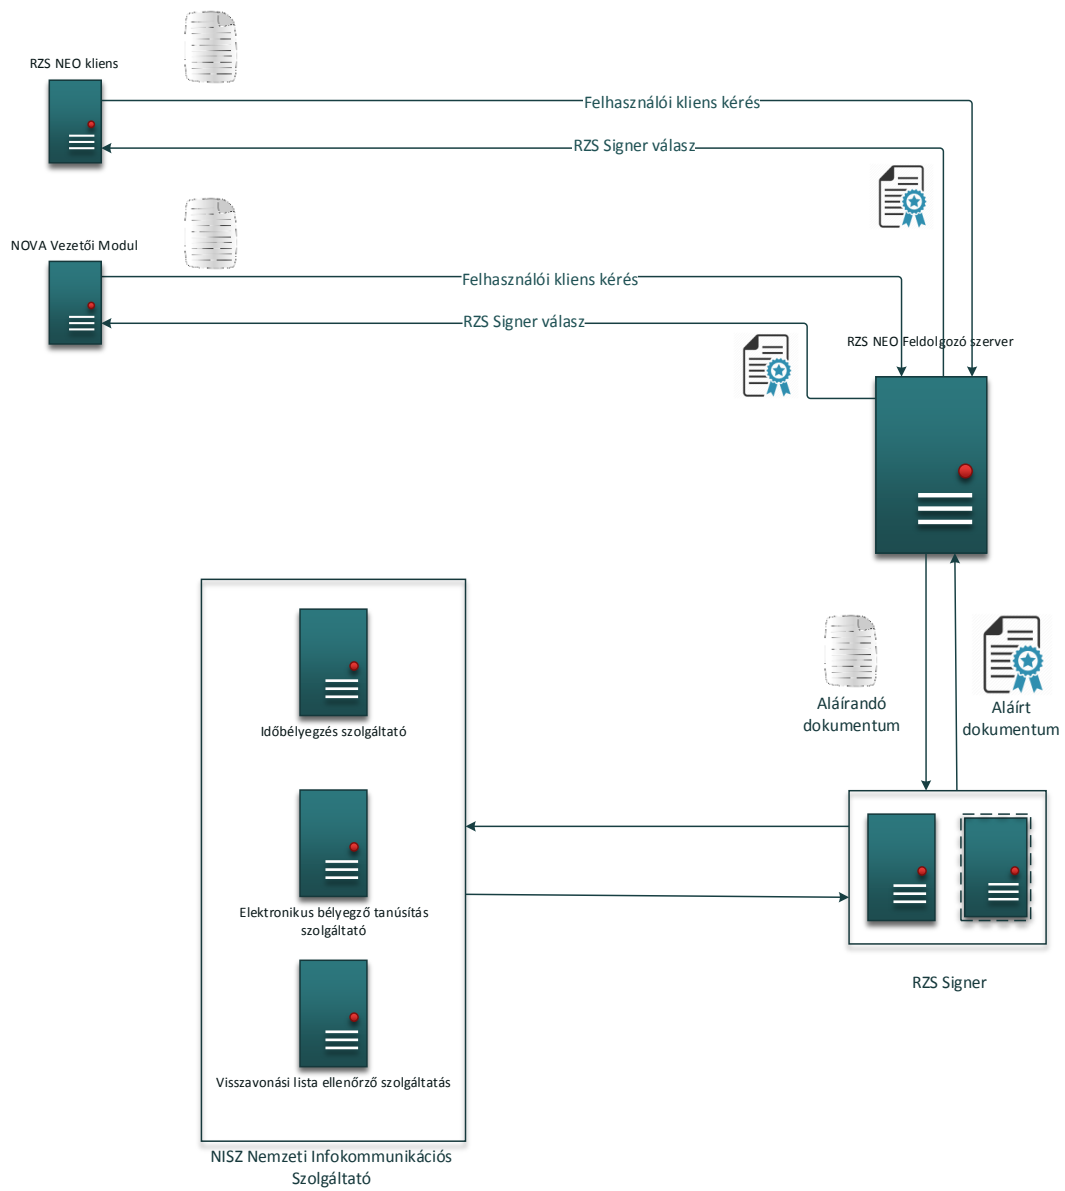 RZS NEO kliens
Felhasználói kliens kérés
RZS Signer válasz
NOVA Vezetői Modul
Felhasználói kliens kérés
RZS Signer válasz
RZS NEO Feldolgozó szerver
Aláírandó
dokumentum
Aláírt
dokumentum
Időbélyegzés szolgáltató
Elektronikus bélyegző tanúsítás
szolgáltató
RZS Signer
Visszavonási lista ellenőrző szolgáltatás
NISZ Nemzeti Infokommunikációs
Szolgáltató